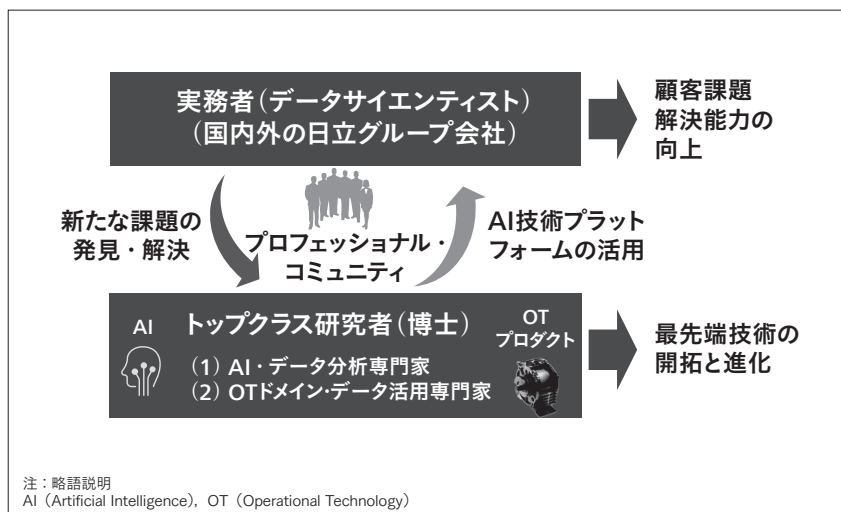 実務者(データサイエンティスト)
(国内外の日立グループ会社)
顧客課題
解決能力の
向上
新たな課題の
発見・解決
プロフェッショナル・
コミュニティ
AI技術プラット
フォームの活用
AI
トップクラス研究者(博士)
(1) AI・データ分析専門家
(2) OTドメイン・データ活用専門家
OT
プロダクト
最先端技術の
開拓と進化
注：略語説明
AI（Artificial Intelligence），OT（Operational Technology）